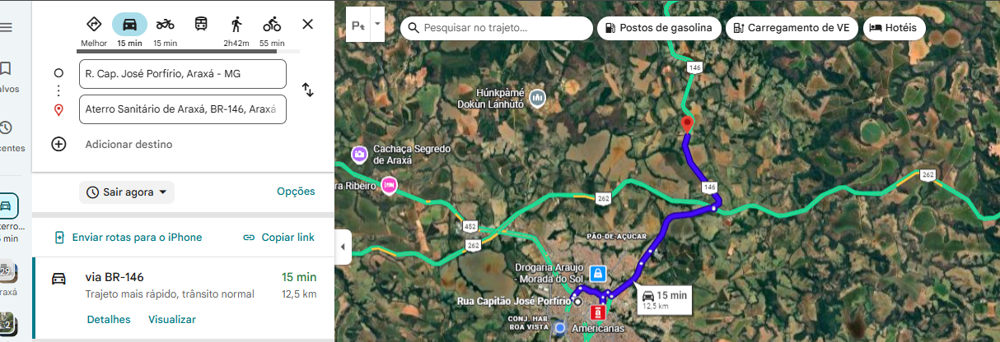 Melhor
15 min
15 min
2h42m
55 min
R. Cap. José Porfírio, Araxá - MG
Aterro Sanitário de Araxá, BR-146, Araxá
Adicionar destino
Sair agora
Opções
Enviar rotas para o iPhone
Copiar link
via BR-146
15 min
Trajeto mais rápido, trânsito normal
12,5 km
Detalhes
Visualizar
alvos
centes
erro...
min
29
raxá
2
Pesquisar no trajeto...
Postos de gasolina
Carregamento de VE
Hotéis
146
Húnkpàmé
Dokùn Lànhùtó
Cachaça Segredo
de Araxá
ra Ribeiro
146
262
262
452
262
PÃO-DE-AÇUCAR
Drogaria Araujo
- Morada do Sol
Rua Capitão José Porfírio
15 min
12,5 km
CONJ. HAB.
BOA VISTA
Americanas